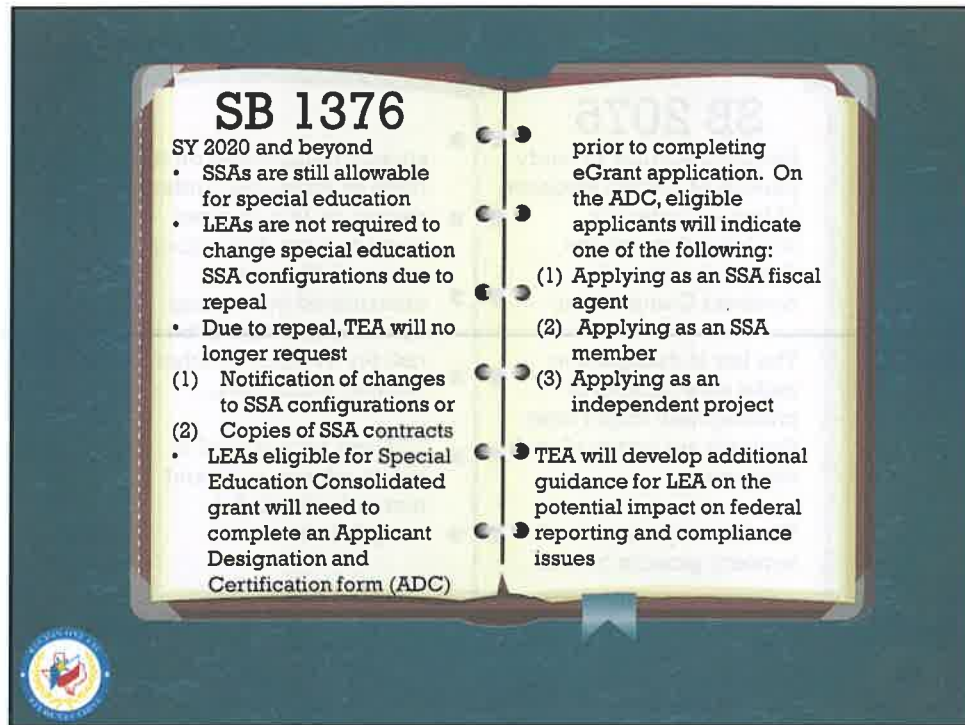 SB 1376
SY 2020 and beyond
• SSAs are still allowable
for special education
• LEAs are not required to
change special education
SSA configurations due to
repeal
• Due to repeal, TEA will no
longer request
(1) Notification of changes
to SSA configurations or
(2) Copies of SSA contracts
• LEAs eligible for Special
Education Consolidated
grant will need to
complete an Applicant
Designation and
Certification form (ADC)
prior to completing
eGrant application. On
the ADC, eligible
applicants will indicate
one of the following:
(1) Applying as an SSA fiscal
agent
(2) Applying as an SSA
member
(3) Applying as an
independent project
TEA will develop additional
guidance for LEA on the
potential impact on federal
reporting and compliance
issues